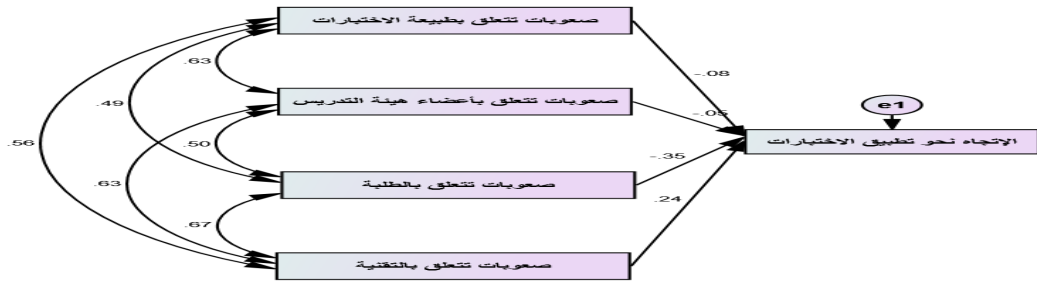 صعوبات تتعلق بطبيعة الاختبارات
.63
-.08
.49
صعوبات تتعلق بأعضاء هيئة التدريس
-.05
e1
.56
.50
الإتجاه نحو تطبيق الاختبارات
-.35
.63
صعوبات تتعلق بالطلبة
.24
.67
صعوبات تتعلق بالتقنية